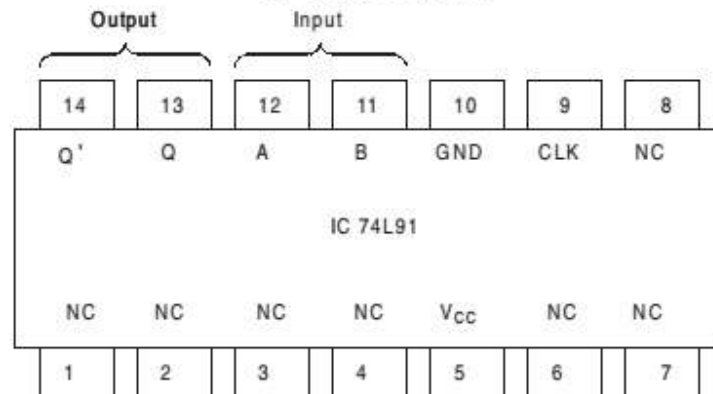 Output Input
14 13 12 11 10 9 8
Q' Q A B GND CLK NC
IC 74L91
NC NC NC NC VCC NC NC
1 2 3 4 5 6 7